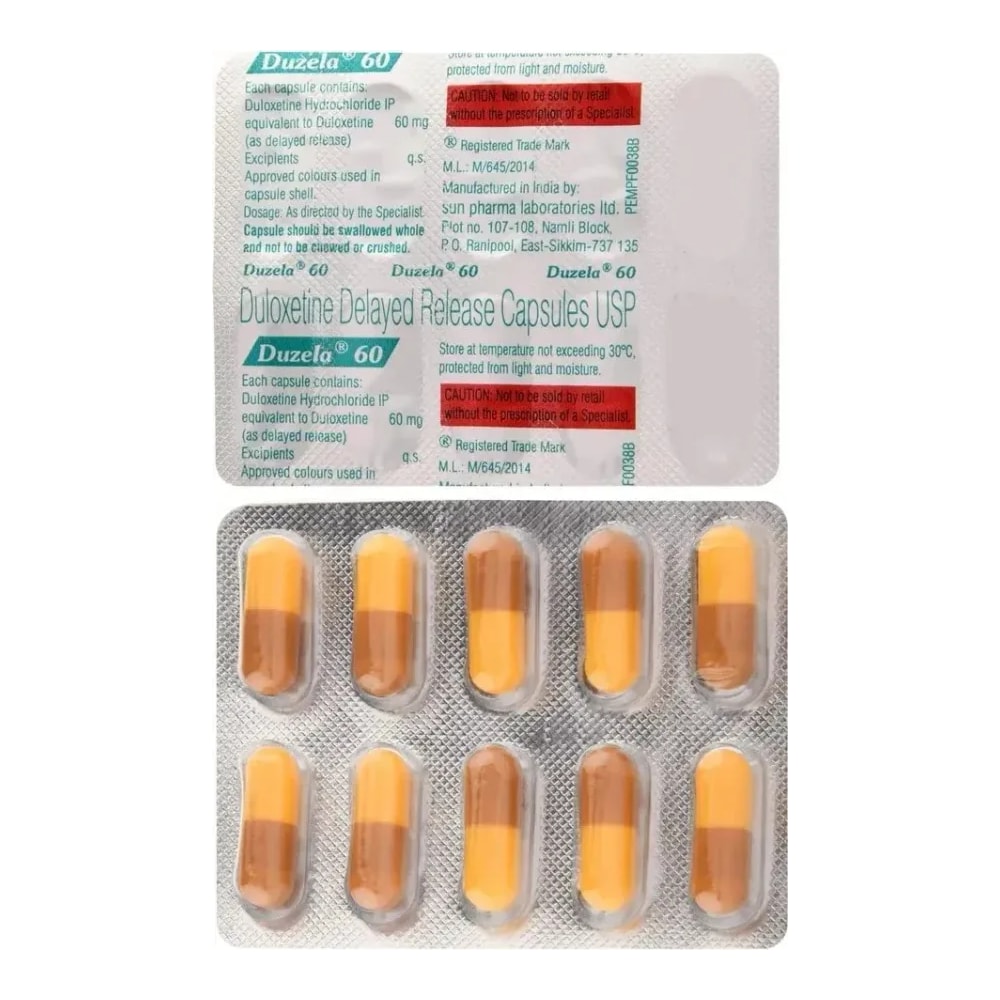 Duzela® 60
Each capsule contains:
Duloxetine Hydrochloride IP
equivalent to Duloxetine 60 mg
(as delayed release)
Excipients q.s.
Approved colours used in
capsule shell.
Dosage: As directed by the Specialist.
Capsule should be swallowed whole
and not to be chewed or crushed.
protected from light and moisture.
CAUTION: Not to be sold by retail
without the prescription of a Specialist.
® Registered Trade Mark
M.L.: M/645/2014
Manufactured in India by:
sun pharma laboratories ltd.
Plot no. 107-108, Namli Block,
P.O. Ranipool, East-Sikkim-737 135
PEMPF0038B
Duzela® 60 Duzela® 60 Duzela® 60
Duloxetine Delayed Release Capsules USP
Duzela® 60
Each capsule contains:
Duloxetine Hydrochloride IP
equivalent to Duloxetine 60 mg
(as delayed release)
Excipients q.s.
Approved colours used in
Store at temperature not exceeding 30°C,
protected from light and moisture.
CAUTION: Not to be sold by retail
without the prescription of a Specialist.
® Registered Trade Mark
M.L.: M/645/2014
F0038B